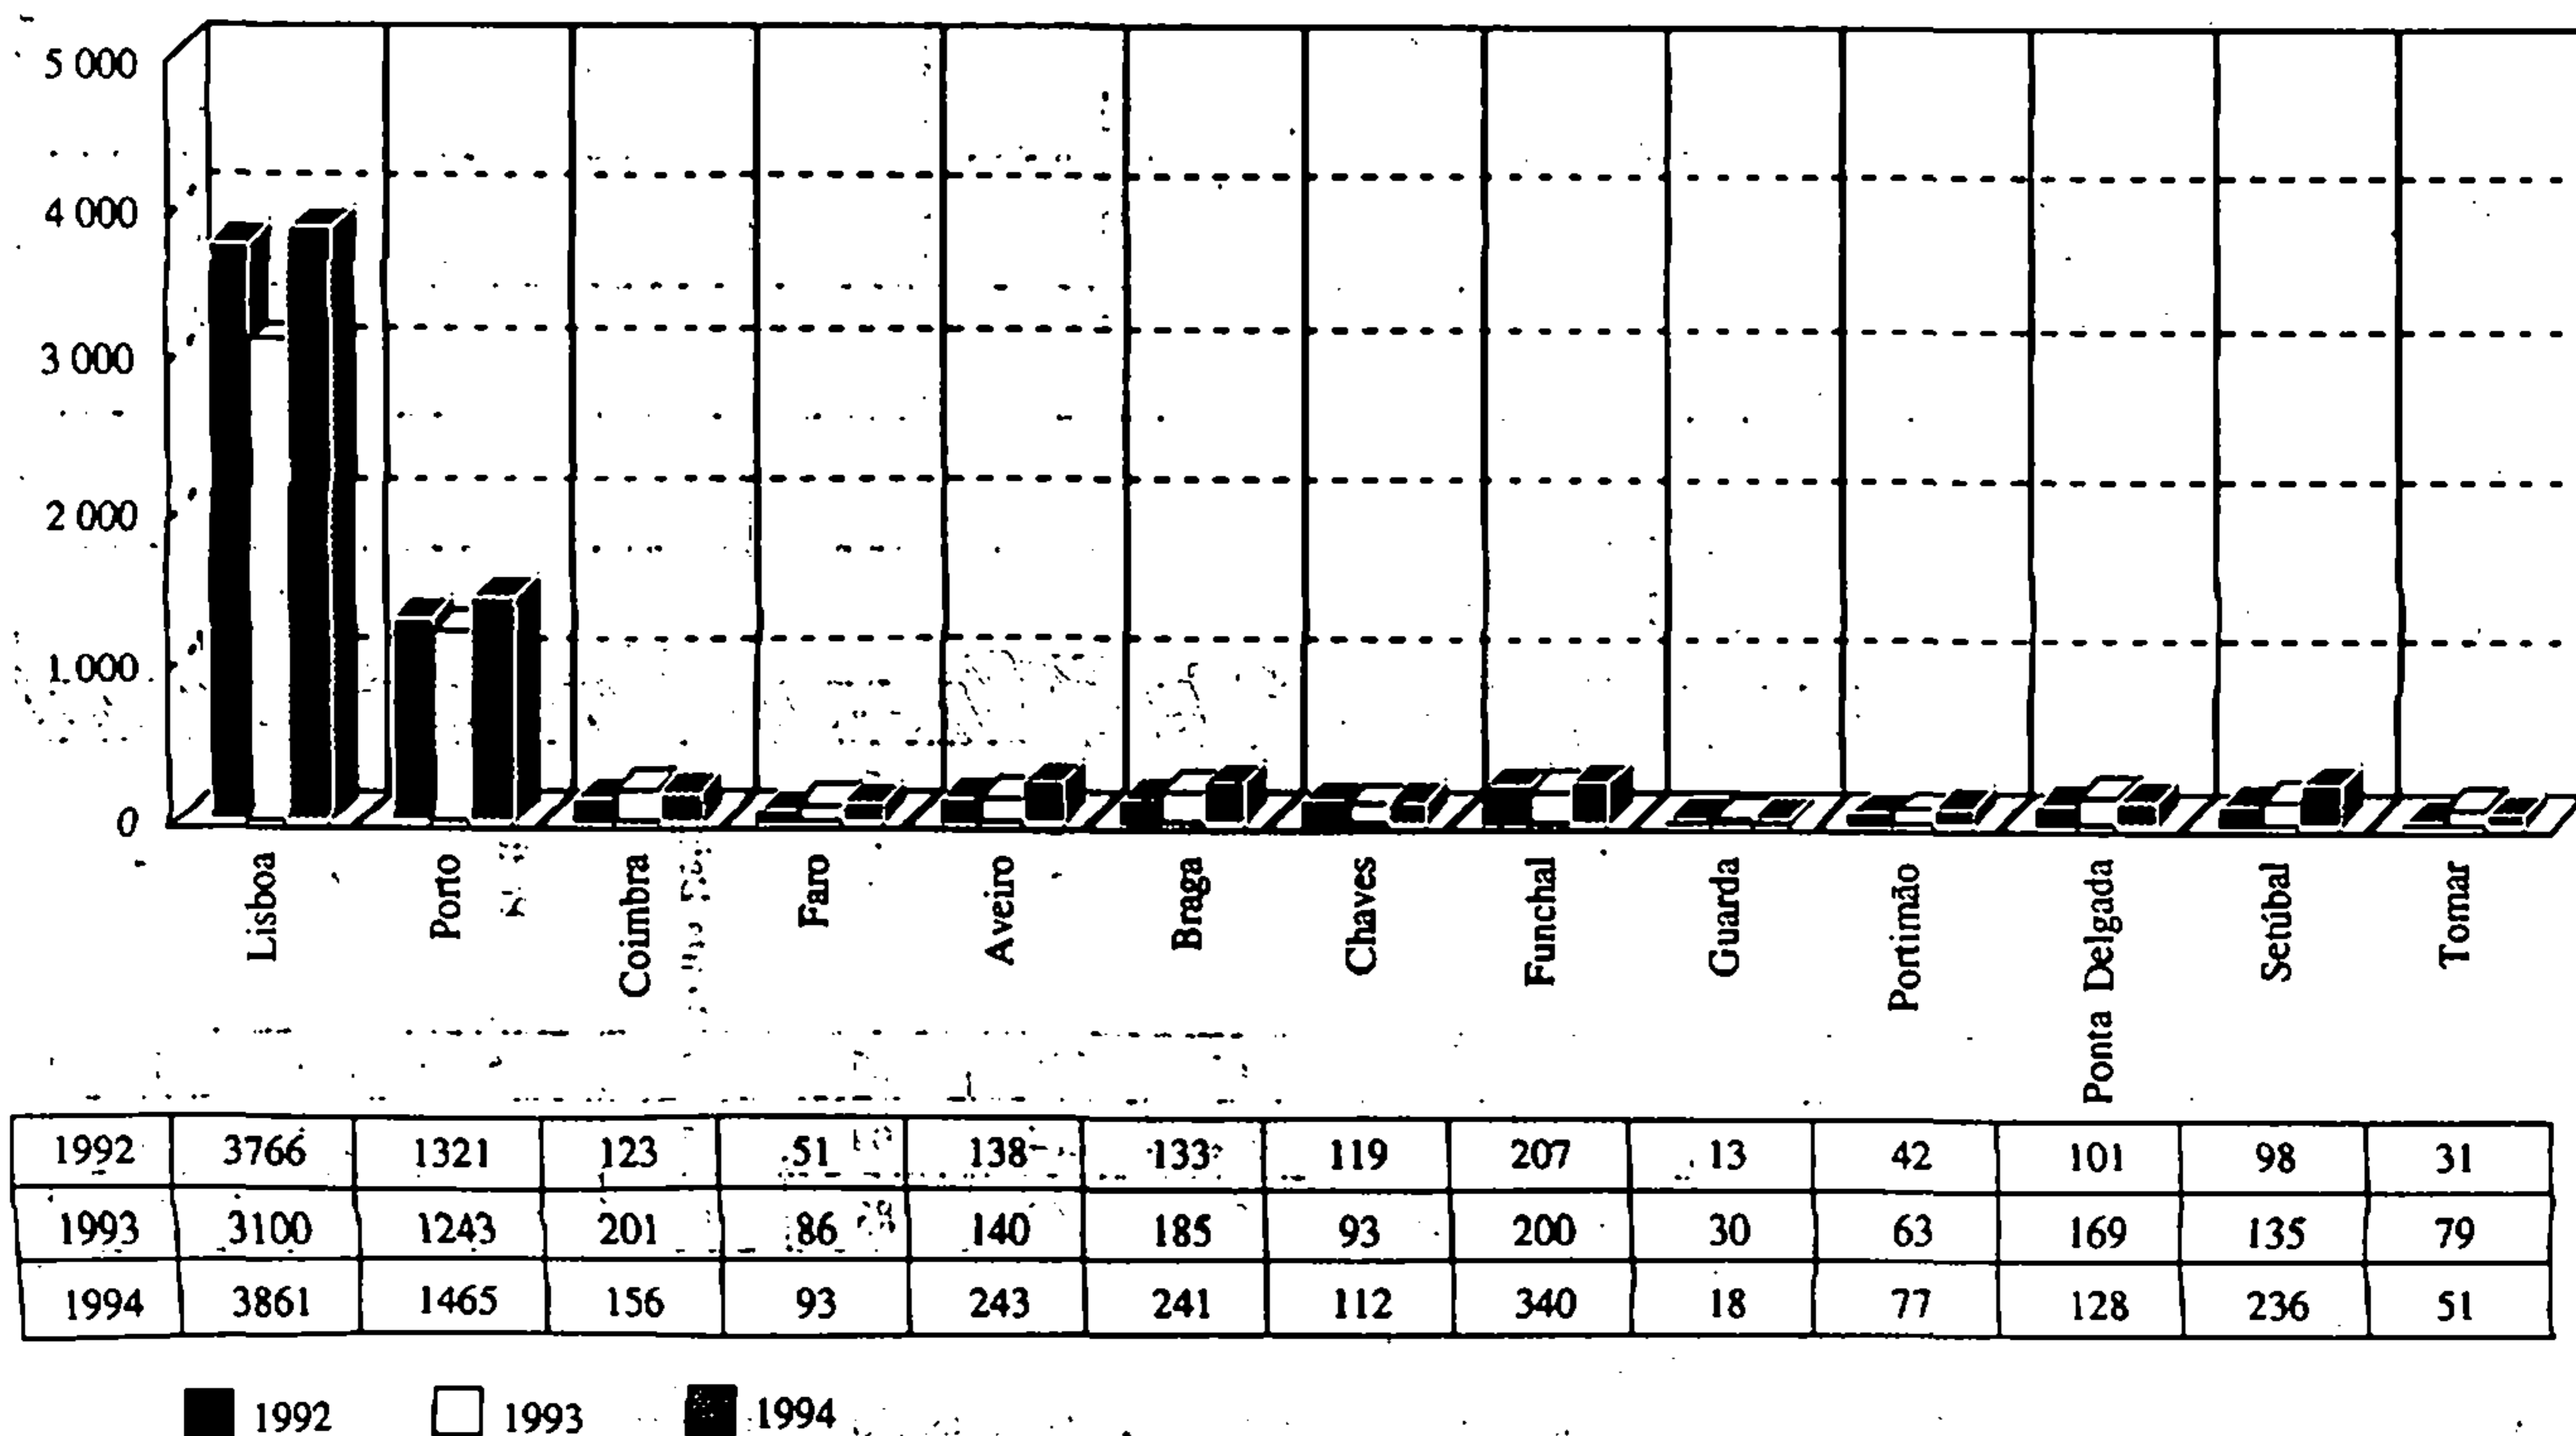 5 000
4 000
3 000
2 000
1 000
0
Lisboa
Porto
Coimbra
Faro
Aveiro
Braga
Chaves
Funchal
Guarda
Portimão
Ponta Delgada
Setúbal
Tomar
1992 3766 1321 123 51 138 133 119 207 13 42 101 98 31
1993 3100 1243 201 86 140 185 93 200 30 63 169 135 79
1994 3861 1465 156 93 243 241 112 340 18 77 128 236 51
1992 1993 1994